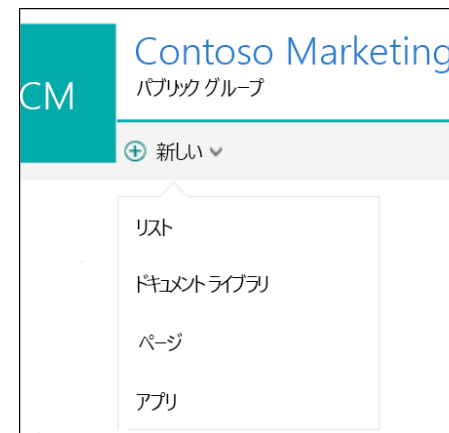 CM
Contoso Marketing
パブリック グループ
新しい
リスト
ドキュメント ライブラリ
ページ
アプリ